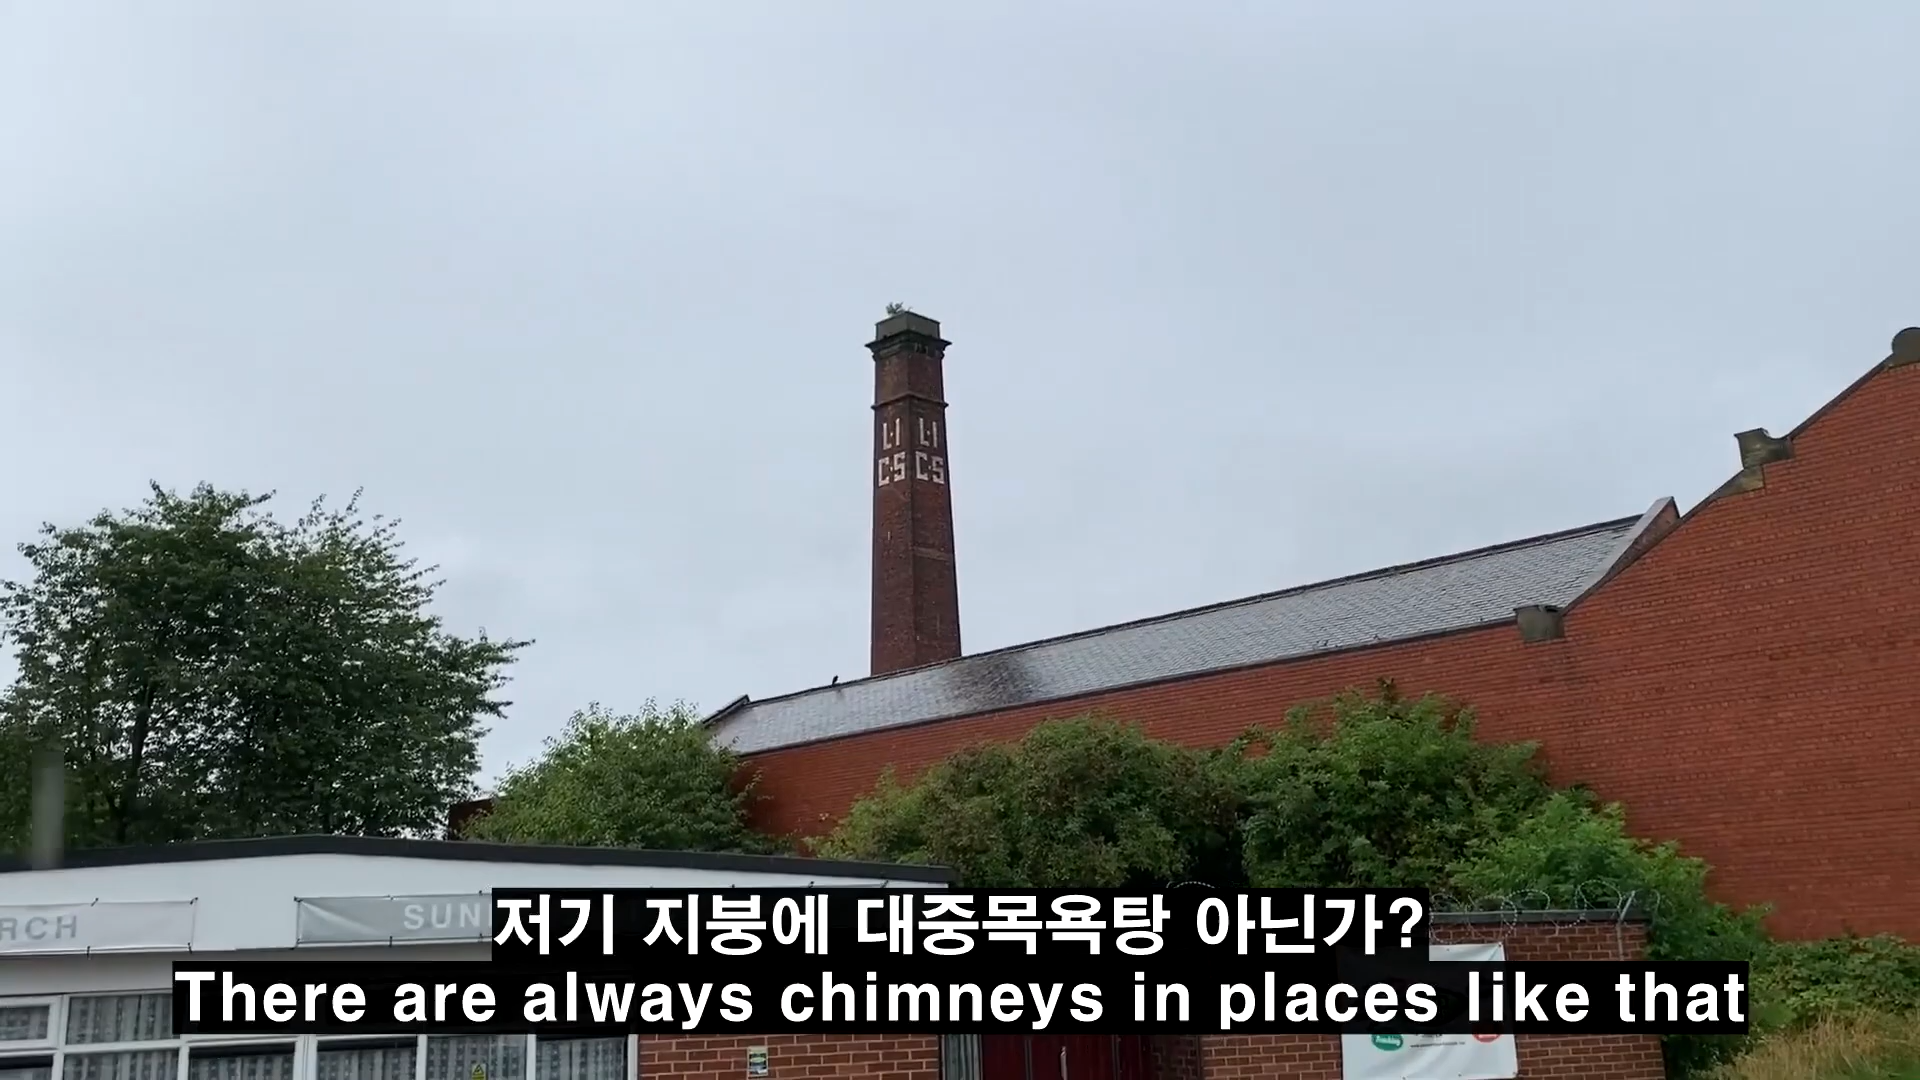 L·I L·I
C·S C·S
RCH
SUN
저기 지붕에 대중목욕탕 아닌가?
There are always chimneys in places like that